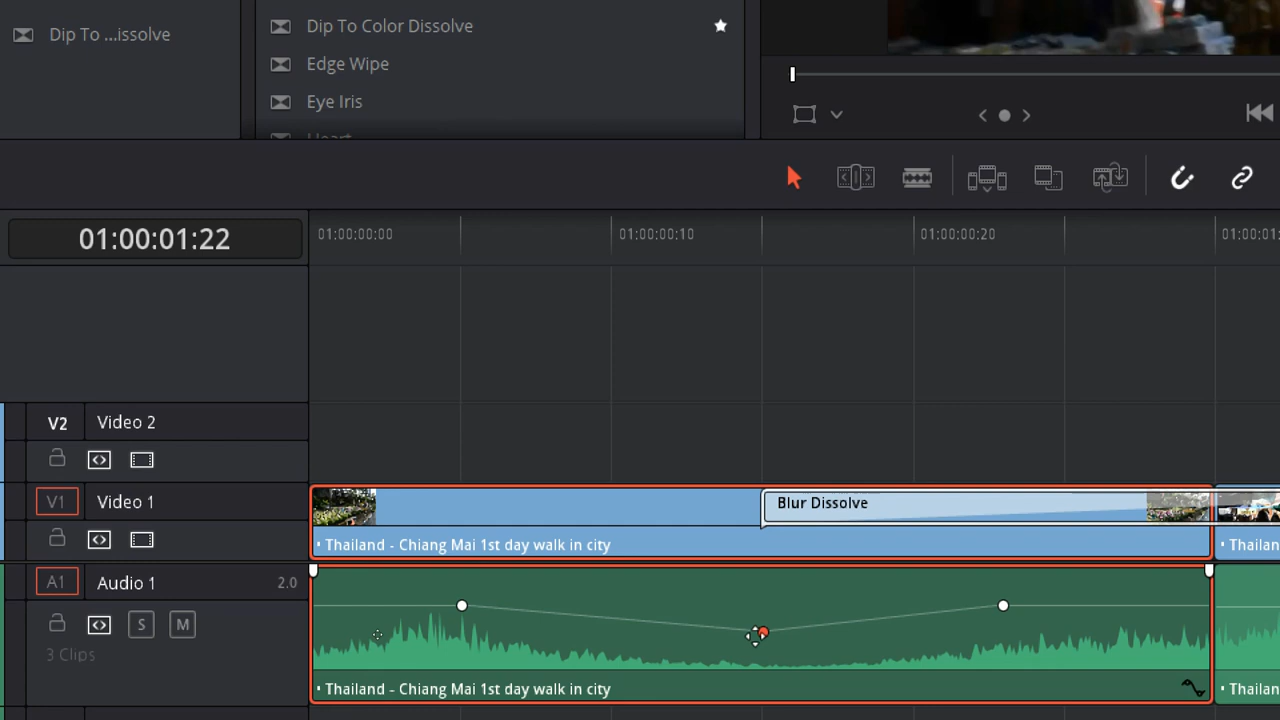 Dip To ...issolve
Dip To Color Dissolve
Edge Wipe
Eye Iris
Heart
01:00:01:22
01:00:00:00
01:00:00:10
01:00:00:20
01:00:01:
V2 Video 2
V1 Video 1
Blur Dissolve
Thailand - Chiang Mai 1st day walk in city
Thailan
A1 Audio 1 2.0
S M
3 Clips
Thailand - Chiang Mai 1st day walk in city
Thailan